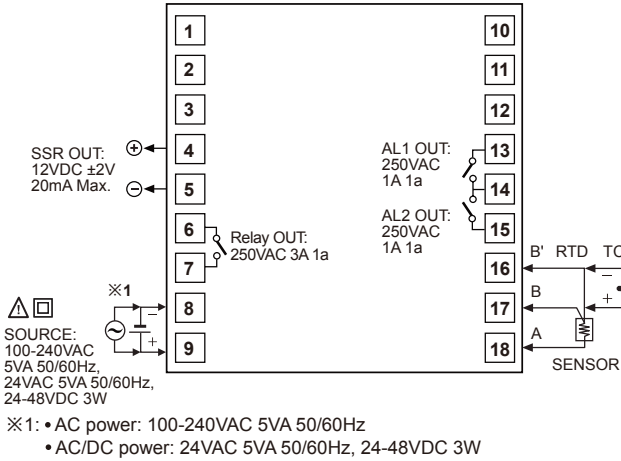 1
2
3
4
5
6
7
8
9
10
11
12
13
14
15
16
17
18
SSR OUT:
12VDC ±2V
20mA Max.
+
−
Relay OUT:
250VAC 3A 1a
※1
−
+
SOURCE:
100-240VAC
5VA 50/60Hz,
24VAC 5VA 50/60Hz,
24-48VDC 3W
AL1 OUT:
250VAC
1A 1a
AL2 OUT:
250VAC
1A 1a
B' RTD TC
−
B
+
A
SENSOR
※1: • AC power: 100-240VAC 5VA 50/60Hz
• AC/DC power: 24VAC 5VA 50/60Hz, 24-48VDC 3W